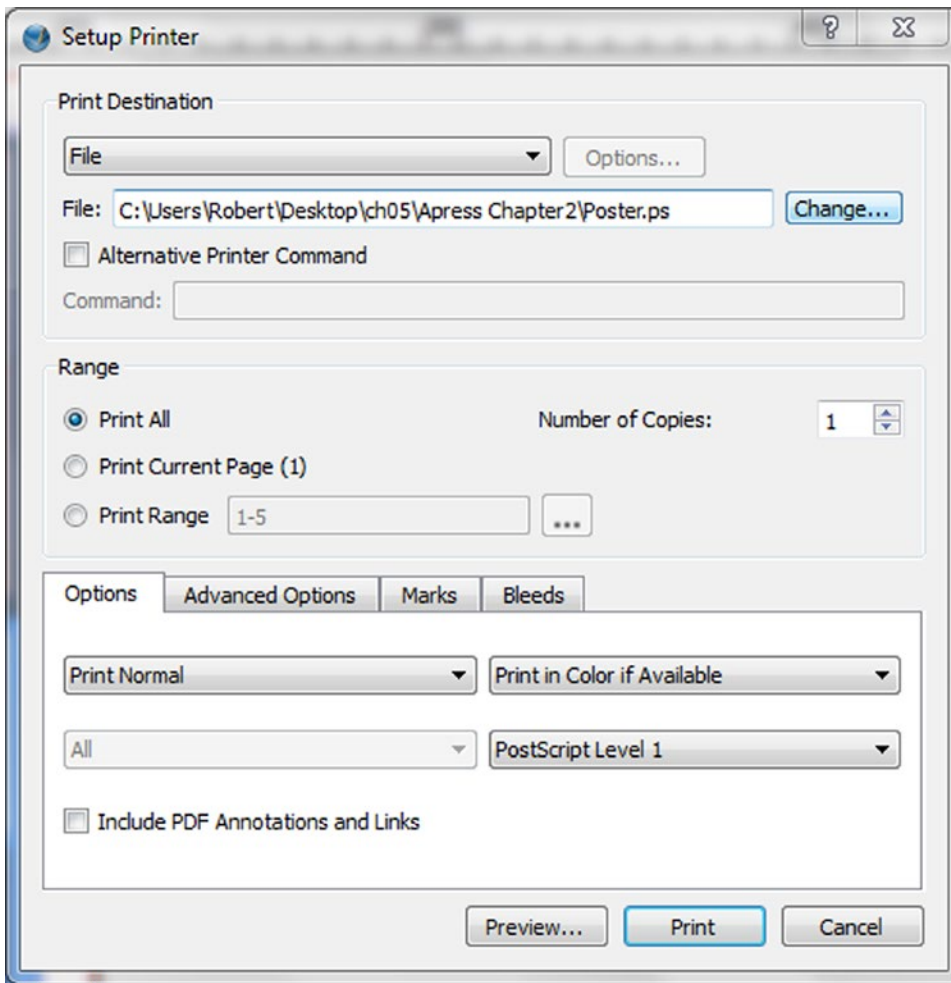 Setup Printer
Print Destination
File Options...
File: C:\Users\Robert\Desktop\ch05\Apress Chapter2\Poster.ps Change...
Alternative Printer Command
Command:
Range
Print All Number of Copies: 1
Print Current Page (1)
Print Range 1-5 ...
Options Advanced Options Marks Bleeds
Print Normal Print in Color if Available
All PostScript Level 1
Include PDF Annotations and Links
Preview... Print Cancel